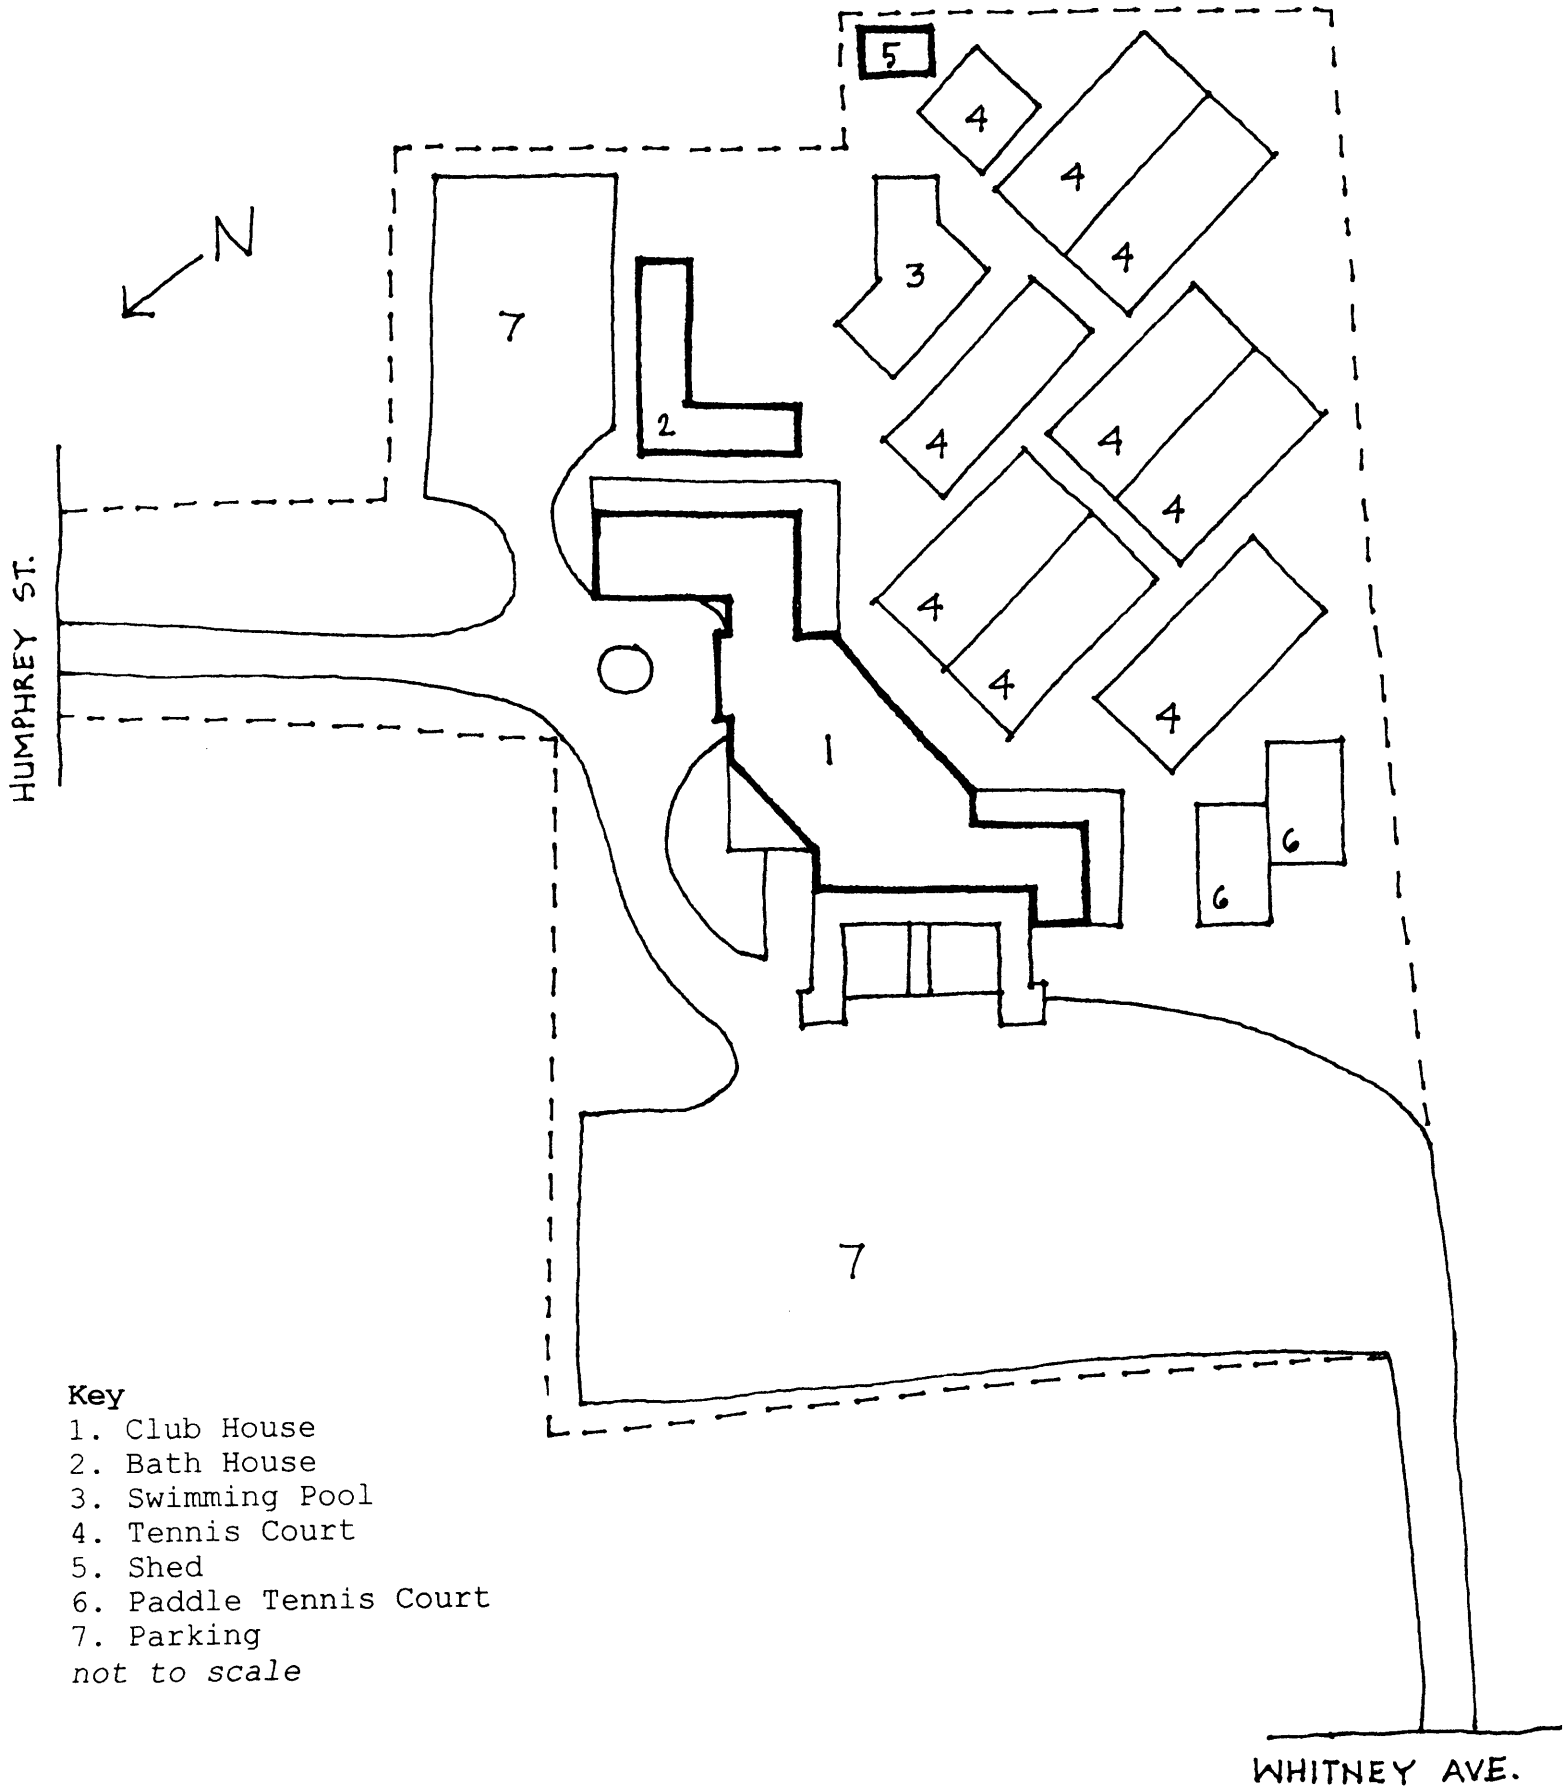 5
4
4
4
N
3
7
4
4
2
4
4
4
4
1
HUMPHREY ST.
6
6
7
Key
1. Club House
2. Bath House
3. Swimming Pool
4. Tennis Court
5. Shed
6. Paddle Tennis Court
7. Parking
not to scale
WHITNEY AVE.